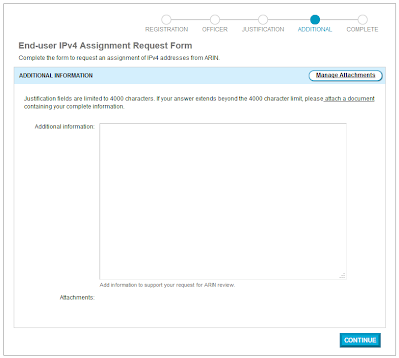 REGISTRATION OFFICER JUSTIFICATION ADDITIONAL COMPLETE
End-user IPv4 Assignment Request Form
Complete the form to request an assignment of IPv4 addresses from ARIN.
ADDITIONAL INFORMATION Manage Attachments
Justification fields are limited to 4000 characters. If your answer extends beyond the 4000 character limit, please attach a document
containing your complete information.
Additional information:
Add information to support your request for ARIN review
Attachments:
CONTINUE